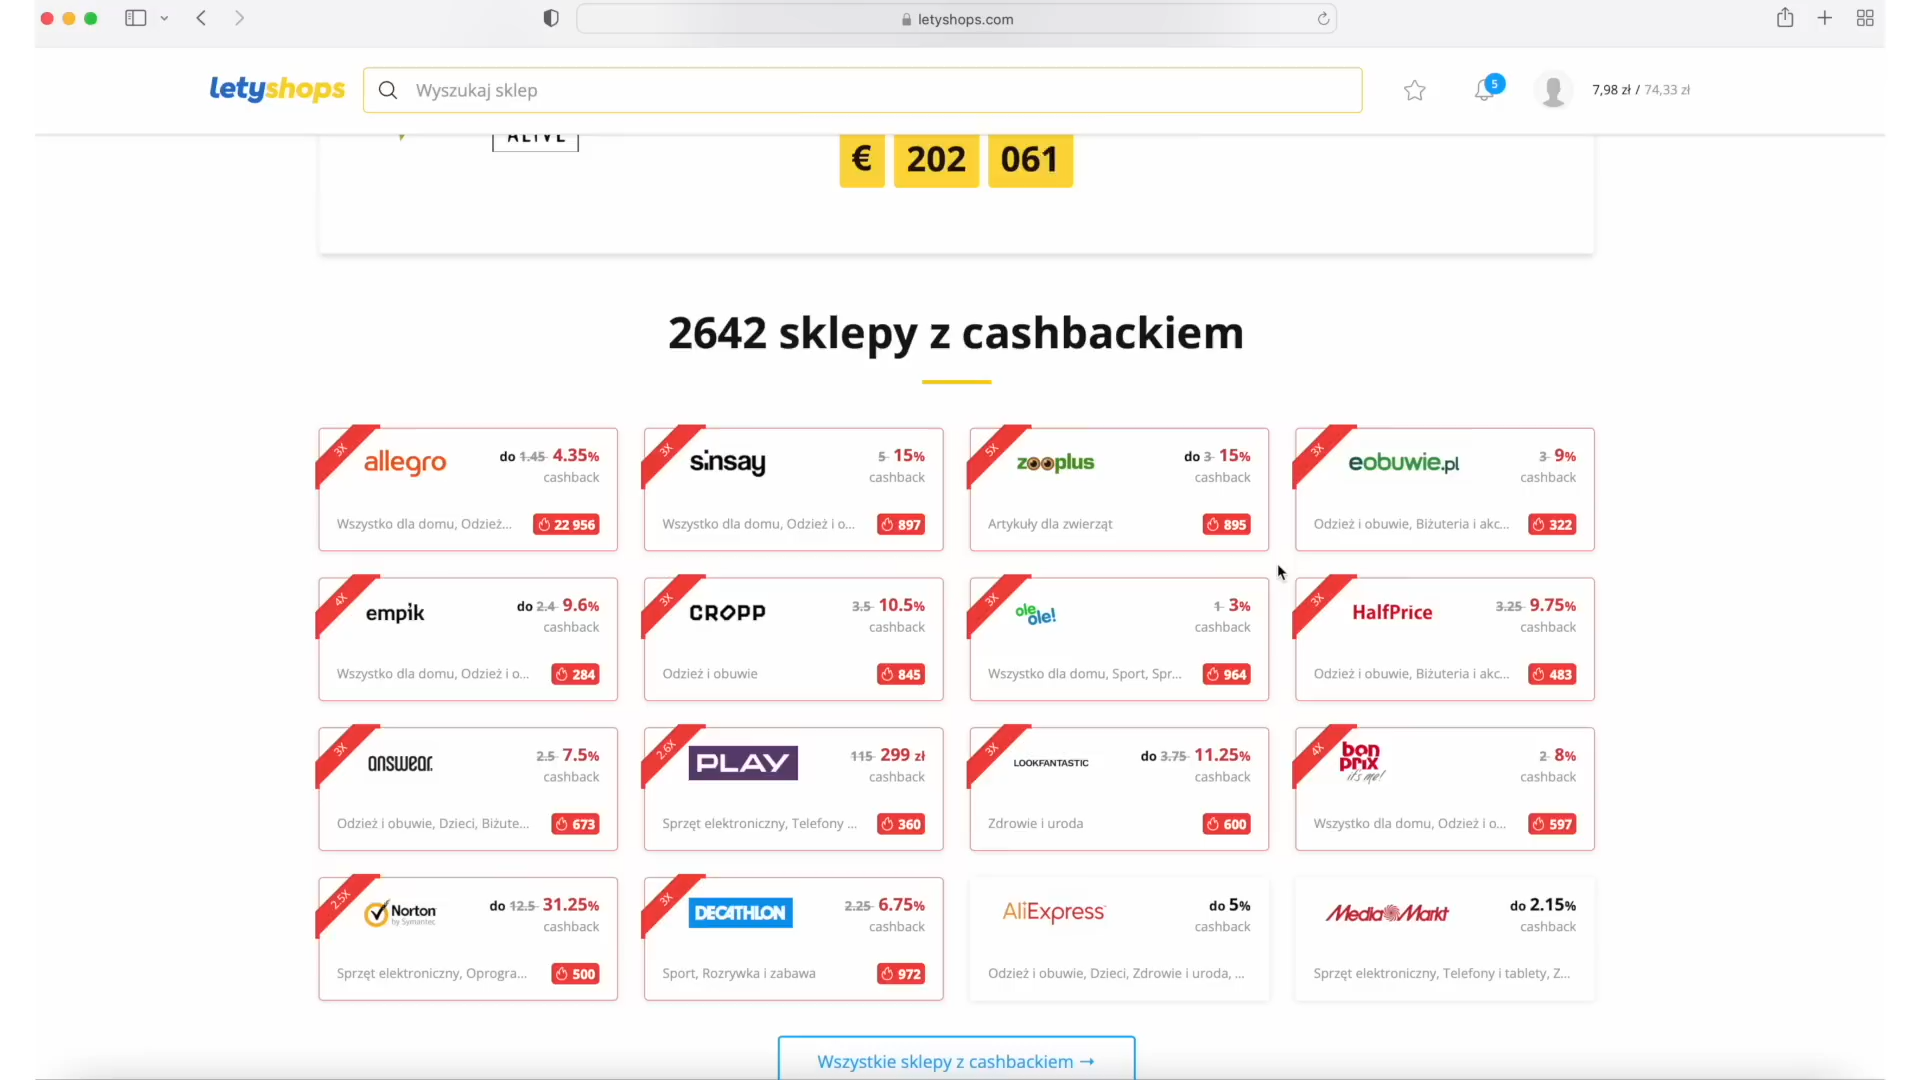 letyshops.com
letyshops
Wyszukaj sklep
5
7,98 zł / 74,33 zł
ALIVE
€ 202 061
2642 sklepy z cashbackiem
3X
allegro
do 1.45 4.35%
cashback
Wszystko dla domu, Odzież...
22 956
3X
sinsay
5 15%
cashback
Wszystko dla domu, Odzież i o...
897
5X
zooplus
do 3 15%
cashback
Artykuły dla zwierząt
895
3X
eobuwie.pl
3 9%
cashback
Odzież i obuwie, Biżuteria i akc...
322
4X
empik
do 2.4 9.6%
cashback
Wszystko dla domu, Odzież i o...
284
3X
CROPP
3.5 10.5%
cashback
Odzież i obuwie
845
3X
ole
ole!
1 3%
cashback
Wszystko dla domu, Sport, Spr...
964
3X
HalfPrice
3.25 9.75%
cashback
Odzież i obuwie, Biżuteria i akc...
483
3X
answear.
2.5 7.5%
cashback
Odzież i obuwie, Dzieci, Biżute...
673
2.6X
PLAY
115 299 zł
cashback
Sprzęt elektroniczny, Telefony ...
360
3X
LOOKFANTASTIC
do 3.75 11.25%
cashback
Zdrowie i uroda
600
4X
bon
prix
it's me!
2 8%
cashback
Wszystko dla domu, Odzież i o...
597
2.5X
Norton
by Symantec
do 12.5 31.25%
cashback
Sprzęt elektroniczny, Oprogra...
500
3X
DECATHLON
2.25 6.75%
cashback
Sport, Rozrywka i zabawa
972
AliExpress
do 5%
cashback
Odzież i obuwie, Dzieci, Zdrowie i uroda, ...
Media Markt
do 2.15%
cashback
Sprzęt elektroniczny, Telefony i tablety, Z...
Wszystkie sklepy z cashbackiem →